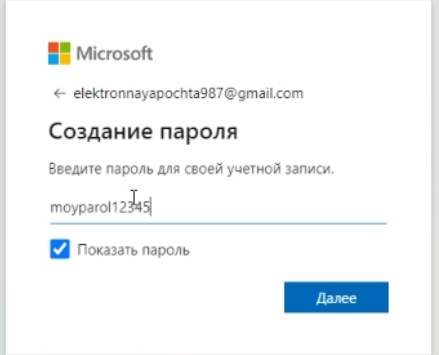 Microsoft
← elektronnayapochta987@gmail.com
Создание пароля
Введите пароль для своей учетной записи.
moyparol12345
Показать пароль
Далее